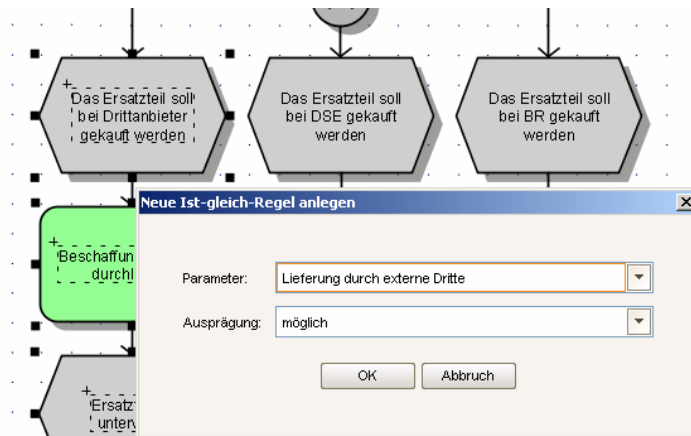 Das Ersatzteil soll
bei Drittanbieter
gekauft werden
Das Ersatzteil soll
bei DSE gekauft
werden
Das Ersatzteil soll
bei BR gekauft
werden
Neue Ist-gleich-Regel anlegen
Beschaffun
durchl
Parameter:
Lieferung durch externe Dritte
Ausprägung:
möglich
OK
Abbruch
Ersatz
unterw